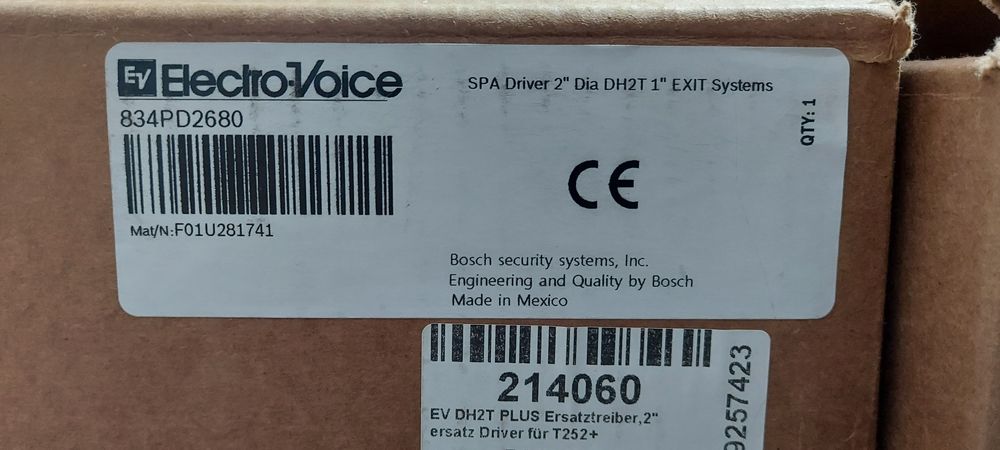 EV Electro-Voice
SPA Driver 2" Dia DH2T 1" EXIT Systems
QTY: 1
834PD2680
Mat/N:F01U281741
CE
Bosch security systems, Inc.
Engineering and Quality by Bosch
Made in Mexico
214060
EV DH2T PLUS Ersatztreiber,2"
ersatz Driver für T252+
9257423